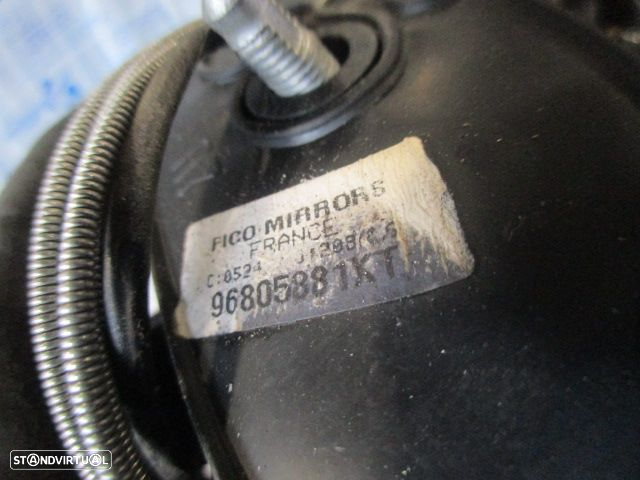 FICO MIRRORS
FRANCE
C:0524
96805881KT
STANDVIRTUAL